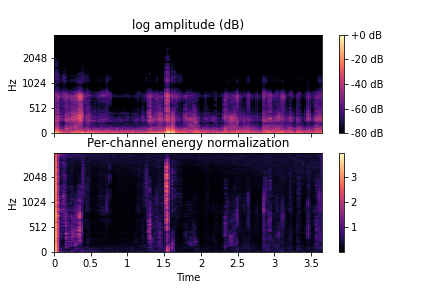 log amplitude (dB)
Hz
2048
1024
512
0
+0 dB
-20 dB
-40 dB
-60 dB
-80 dB
Per-channel energy normalization
Hz
2048
1024
512
0
3
2
1
0 0.5 1 1.5 2 2.5 3 3.5
Time